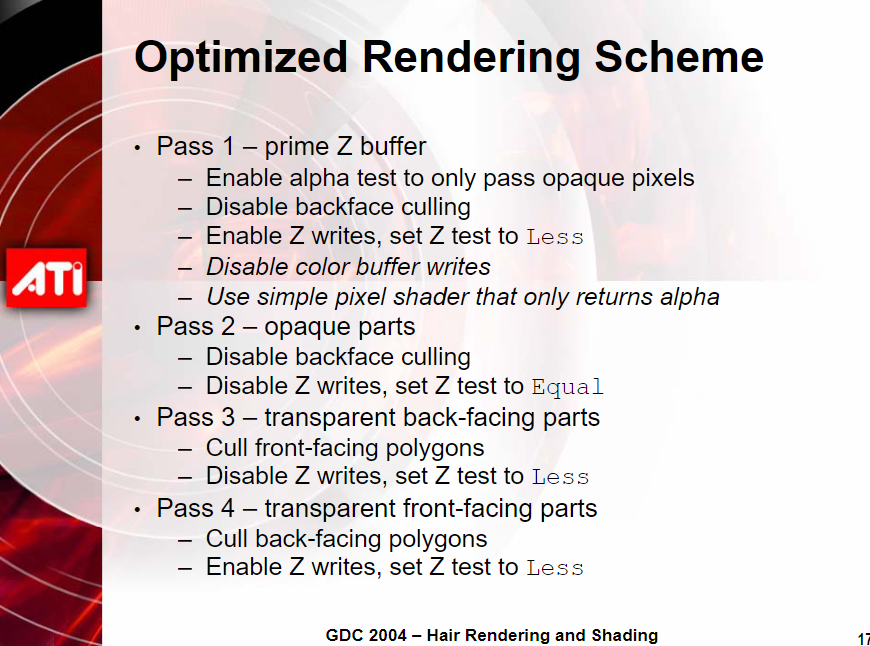 Optimized Rendering Scheme
• Pass 1 – prime Z buffer
– Enable alpha test to only pass opaque pixels
– Disable backface culling
– Enable Z writes, set Z test to Less
– Disable color buffer writes
– Use simple pixel shader that only returns alpha
• Pass 2 – opaque parts
– Disable backface culling
– Disable Z writes, set Z test to Equal
• Pass 3 – transparent back-facing parts
– Cull front-facing polygons
– Disable Z writes, set Z test to Less
• Pass 4 – transparent front-facing parts
– Cull back-facing polygons
– Enable Z writes, set Z test to Less
ATI
GDC 2004 – Hair Rendering and Shading
17